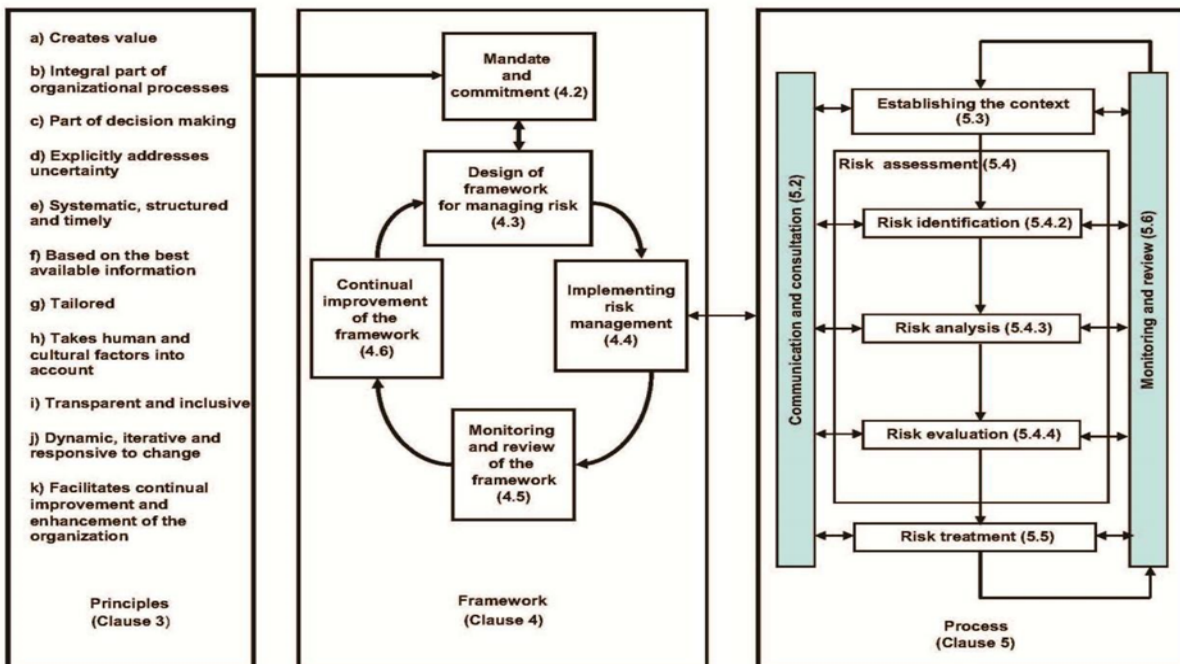 a) Creates value
b) Integral part of
organizational processes
c) Part of decision making
d) Explicitly addresses
uncertainty
e) Systematic, structured
and timely
f) Based on the best
available information
g) Tailored
h) Takes human and
cultural factors into
account
i) Transparent and inclusive
j) Dynamic, iterative and
responsive to change
k) Facilitates continual
improvement and
enhancement of the
organization
Principles
(Clause 3)
Mandate
and
commitment (4.2)
Design of
framework
for managing risk
(4.3)
Continual
improvement
of the
framework
(4.6)
Implementing
risk
management
(4.4)
Monitoring
and review
of the
framework
(4.5)
Framework
(Clause 4)
Communication and consultation (5.2)
Establishing the context
(5.3)
Risk assessment (5.4)
Risk identification (5.4.2)
Risk analysis (5.4.3)
Risk evaluation (5.4.4)
Risk treatment (5.5)
Monitoring and review (5.6)
Process
(Clause 5)